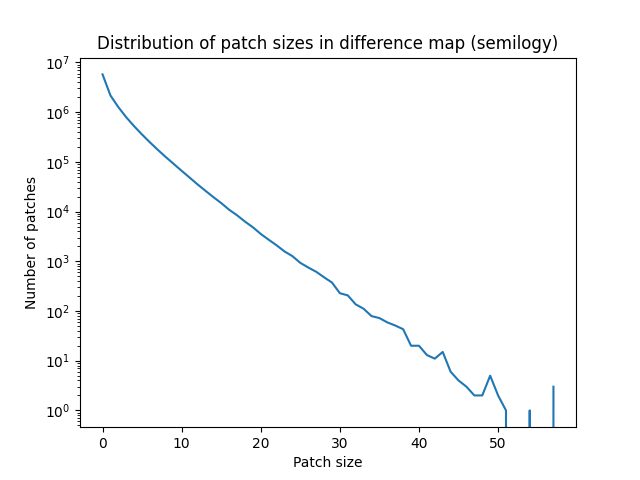 Distribution of patch sizes in difference map (semilogy)
10^7
10^6
10^5
10^4
10^3
10^2
10^1
10^0
Number of patches
0 10 20 30 40 50
Patch size